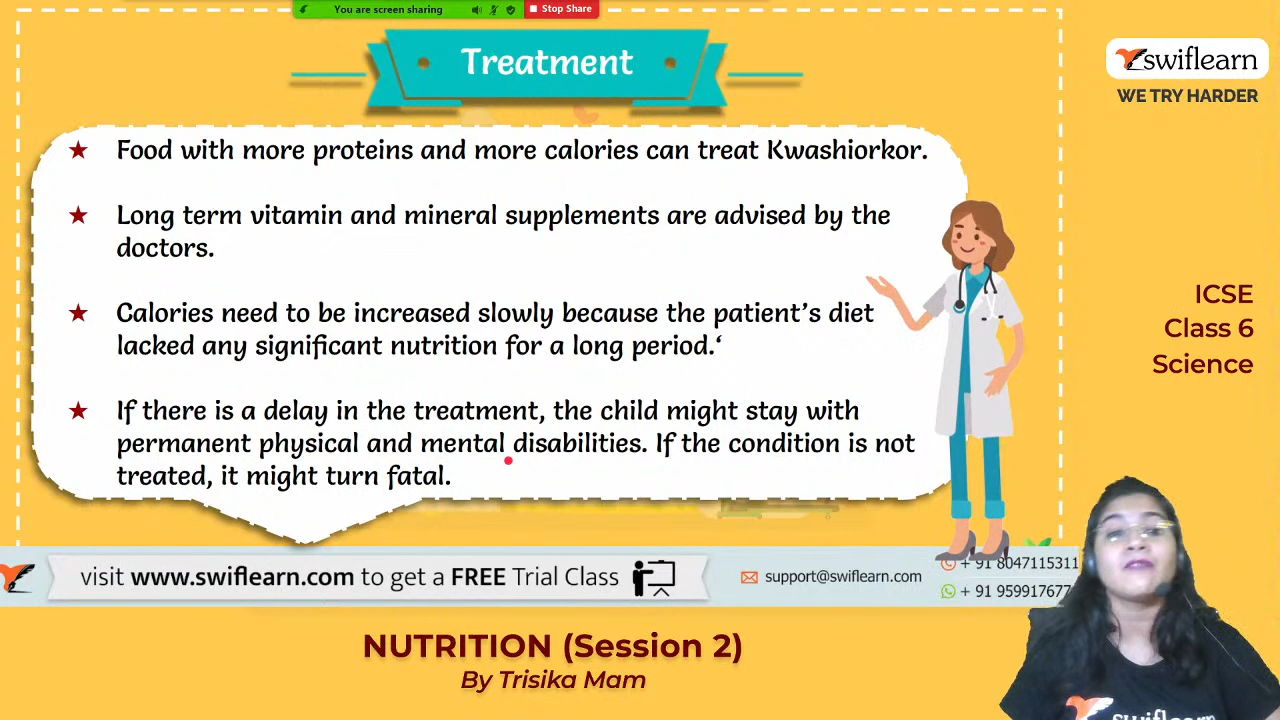 You are screen sharing
Stop Share
Treatment
swiflearn
WE TRY HARDER
★ Food with more proteins and more calories can treat Kwashiorkor.
★ Long term vitamin and mineral supplements are advised by the
doctors.
★ Calories need to be increased slowly because the patient’s diet
lacked any significant nutrition for a long period.‘
★ If there is a delay in the treatment, the child might stay with
permanent physical and mental disabilities. If the condition is not
treated, it might turn fatal.
ICSE
Class 6
Science
visit www.swiflearn.com to get a FREE Trial Class
support@swiflearn.com
+ 91 8047115311
+ 91 959917677
NUTRITION (Session 2)
By Trisika Mam
swiflearn